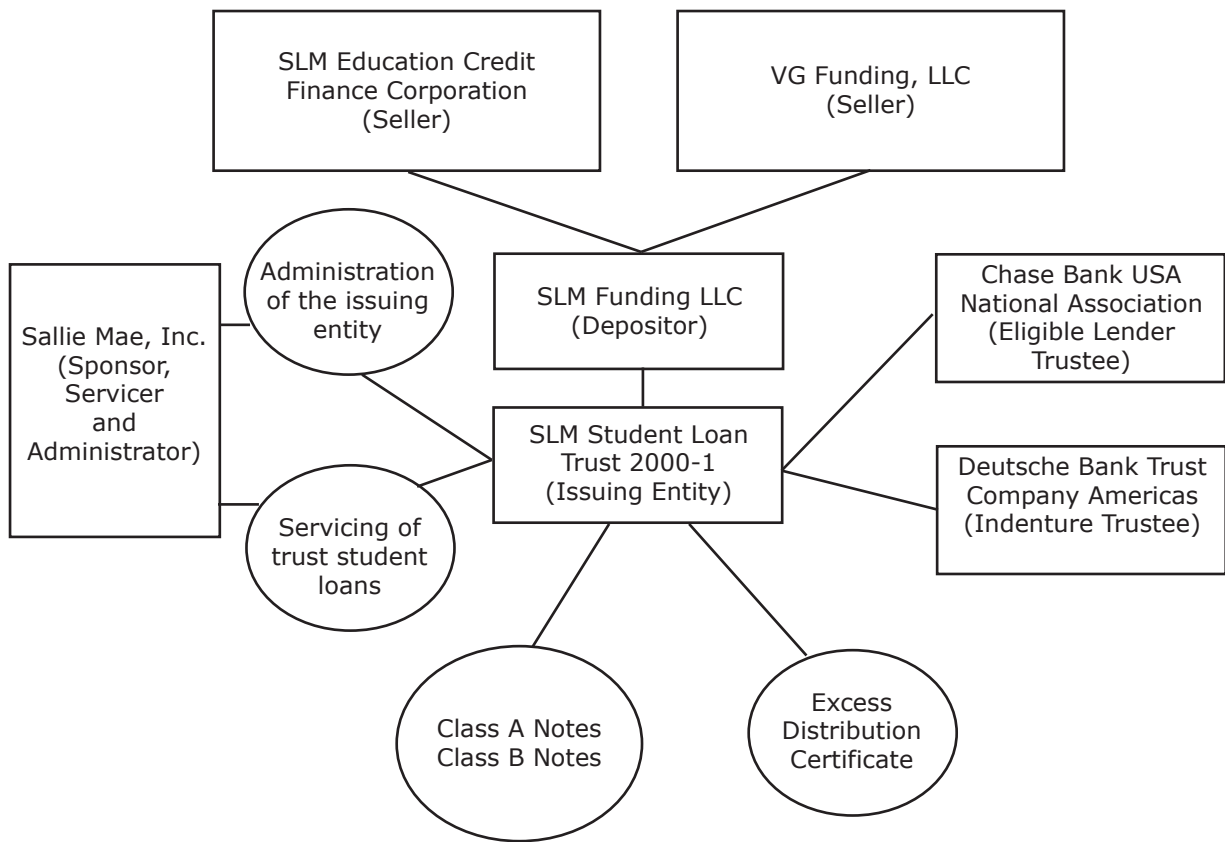 SLM Education Credit
Finance Corporation
(Seller)
VG Funding, LLC
(Seller)
Administration
of the issuing
entity
SLM Funding LLC
(Depositor)
Chase Bank USA
National Association
(Eligible Lender
Trustee)
Sallie Mae, Inc.
(Sponsor,
Servicer
and
Administrator)
SLM Student Loan
Trust 2000-1
(Issuing Entity)
Deutsche Bank Trust
Company Americas
(Indenture Trustee)
Servicing of
trust student
loans
Class A Notes
Class B Notes
Excess
Distribution
Certificate